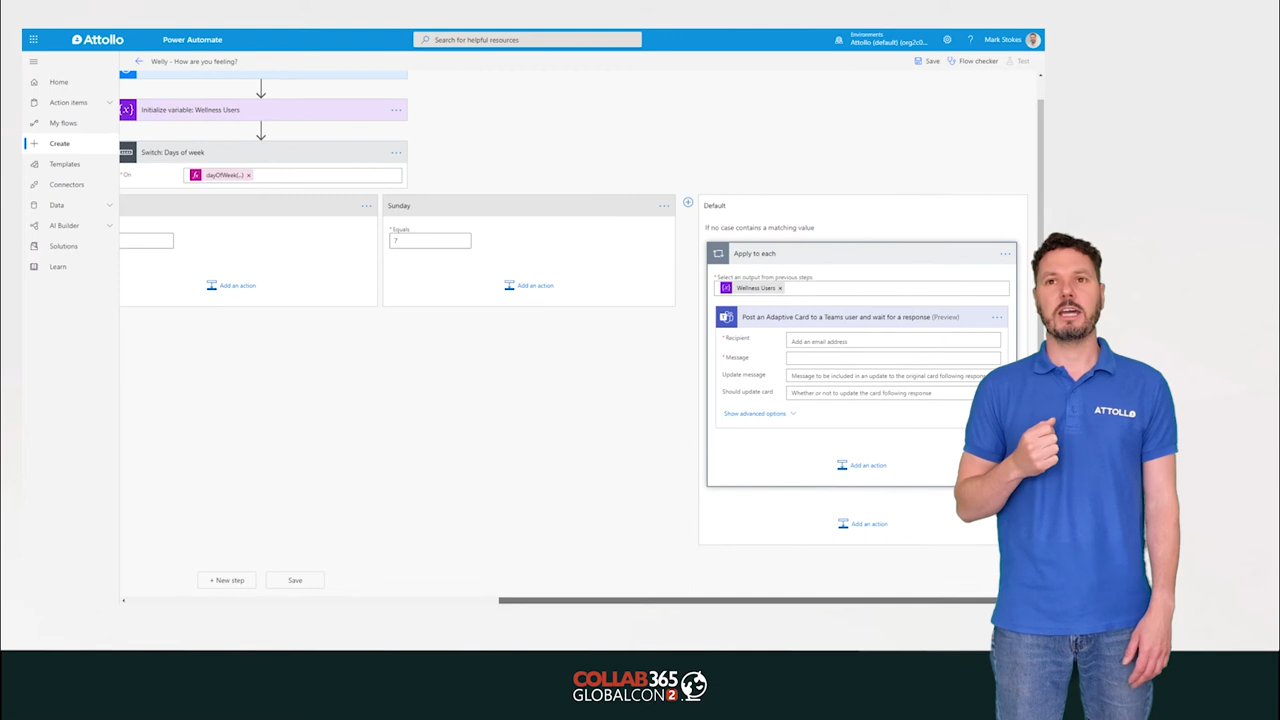 Attollo
Power Automate
Search for helpful resources
Environments
Attollo (default) (org2c0...
Mark Stokes
Welly - How are you feeling?
Save
Flow checker
Test
Home
Action items
My flows
Create
Templates
Connectors
Data
AI Builder
Solutions
Learn
{x}
Initialize variable: Wellness Users
Switch: Days of week
* On
fx
dayOfWeek(...) ×
Sunday
* Equals
7
Add an action
Add an action
Default
If no case contains a matching value
Apply to each
* Select an output from previous steps
Wellness Users ×
Post an Adaptive Card to a Teams user and wait for a response (Preview)
* Recipient
Add an email address
* Message
Update message
Message to be included in an update to the original card following respons
Should update card
Whether or not to update the card following response
Show advanced options
Add an action
Add an action
+ New step
Save
ATTOLLO
COLLAB365
GLOBALCON2